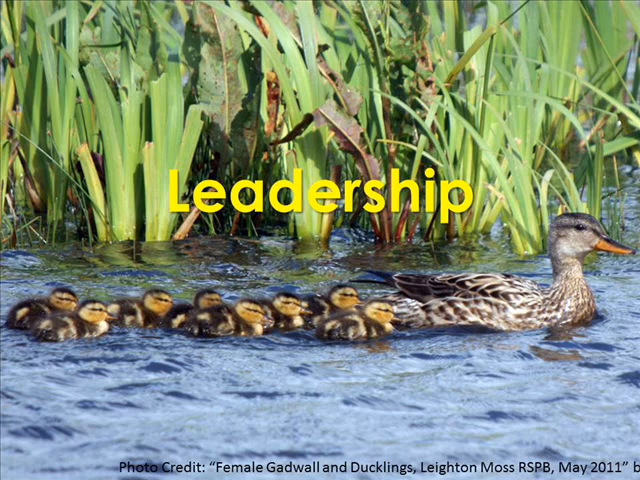 Leadership
Photo Credit: “Female Gadwall and Ducklings, Leighton Moss RSPB, May 2011” b